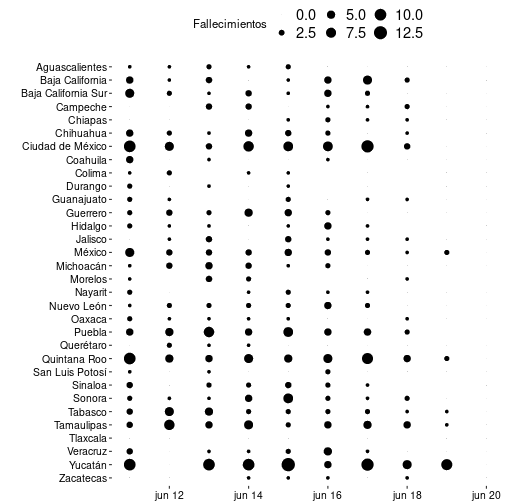 Fallecimientos
0.0 5.0 10.0
2.5 7.5 12.5
Aguascalientes
Baja California
Baja California Sur
Campeche
Chiapas
Chihuahua
Ciudad de México
Coahuila
Colima
Durango
Guanajuato
Guerrero
Hidalgo
Jalisco
México
Michoacán
Morelos
Nayarit
Nuevo León
Oaxaca
Puebla
Querétaro
Quintana Roo
San Luis Potosí
Sinaloa
Sonora
Tabasco
Tamaulipas
Tlaxcala
Veracruz
Yucatán
Zacatecas
jun 12 jun 14 jun 16 jun 18 jun 20